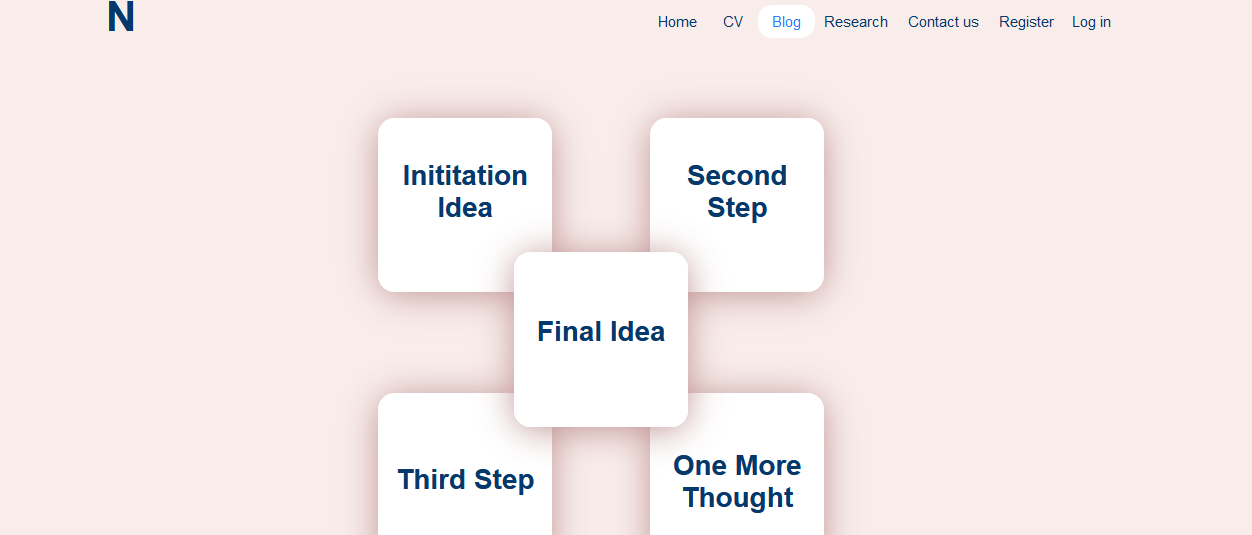 N
Home CV Blog Research Contact us Register Log in
Inititation
Idea
Second
Step
Final Idea
Third Step
One More
Thought